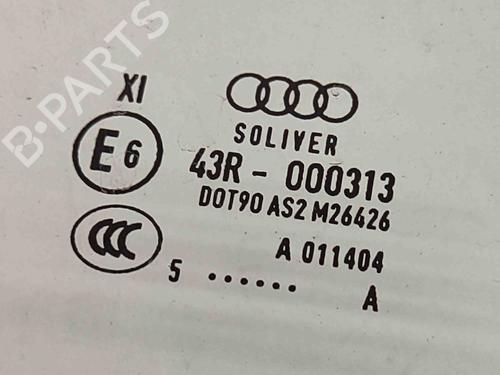 B-PARTS
XI
SOLIVER
E6
43R - 000313
DOT90 AS2 M26426
CCC
A 011404
5 ...... A